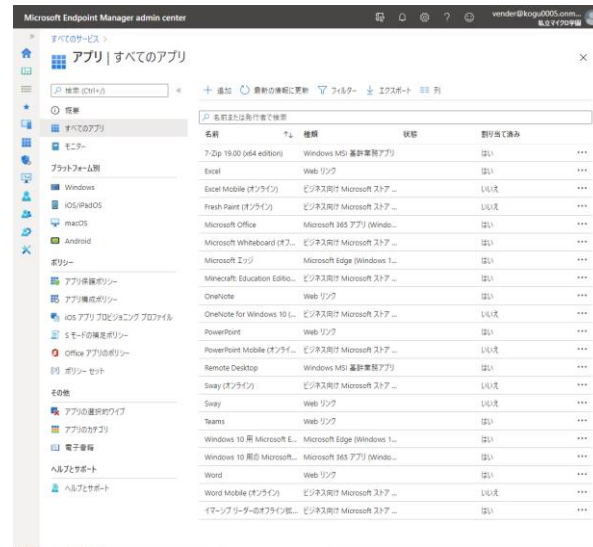 Microsoft Endpoint Manager admin center
vender@kogu0005.onm...
私立マイクロ学園
すべてのサービス >
アプリ | すべてのアプリ
検索 (Ctrl+/)
追加 最新の情報に更新 フィルター エクスポート 列
概要
すべてのアプリ
モニター
プラットフォーム別
Windows
iOS/iPadOS
macOS
Android
ポリシー
アプリ保護ポリシー
アプリ構成ポリシー
iOS アプリ プロビジョニング プロファイル
S モードの補足ポリシー
Office アプリのポリシー
ポリシー セット
その他
アプリの選択的ワイプ
アプリのカテゴリ
電子書籍
ヘルプとサポート
ヘルプとサポート
名前または発行者で検索
名前 ↑↓ 種類 状態 割り当て済み
7-Zip 19.00 (x64 edition) Windows MSI 基幹業務アプリ はい ...
Excel Web リンク はい ...
Excel Mobile (オンライン) ビジネス向け Microsoft ストア ... いいえ ...
Fresh Paint (オンライン) ビジネス向け Microsoft ストア ... いいえ ...
Microsoft Office Microsoft 365 アプリ (Windo... はい ...
Microsoft Whiteboard (オフ... ビジネス向け Microsoft ストア ... はい ...
Microsoft エッジ Microsoft Edge (Windows 1... はい ...
Minecraft: Education Editio... ビジネス向け Microsoft ストア ... はい ...
OneNote Web リンク はい ...
OneNote for Windows 10 (... ビジネス向け Microsoft ストア ... いいえ ...
PowerPoint Web リンク はい ...
PowerPoint Mobile (オンライ... ビジネス向け Microsoft ストア ... いいえ ...
Remote Desktop Windows MSI 基幹業務アプリ はい ...
Sway (オンライン) ビジネス向け Microsoft ストア ... いいえ ...
Sway Web リンク いいえ ...
Teams Web リンク はい ...
Windows 10 用 Microsoft E... Microsoft Edge (Windows 1... はい ...
Windows 10 用の Microsoft... Microsoft 365 アプリ (Windo... はい ...
Word Web リンク はい ...
Word Mobile (オンライン) ビジネス向け Microsoft ストア ... いいえ ...
イマーシブ リーダーのオフライン拡... ビジネス向け Microsoft ストア ... はい ...